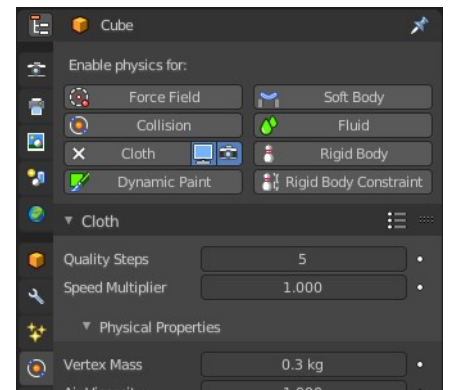 Cube
Enable physics for:
Force Field Soft Body
Collision Fluid
Cloth Rigid Body
Dynamic Paint Rigid Body Constraint
Cloth
Quality Steps 5
Speed Multiplier 1.000
Physical Properties
Vertex Mass 0.3 kg